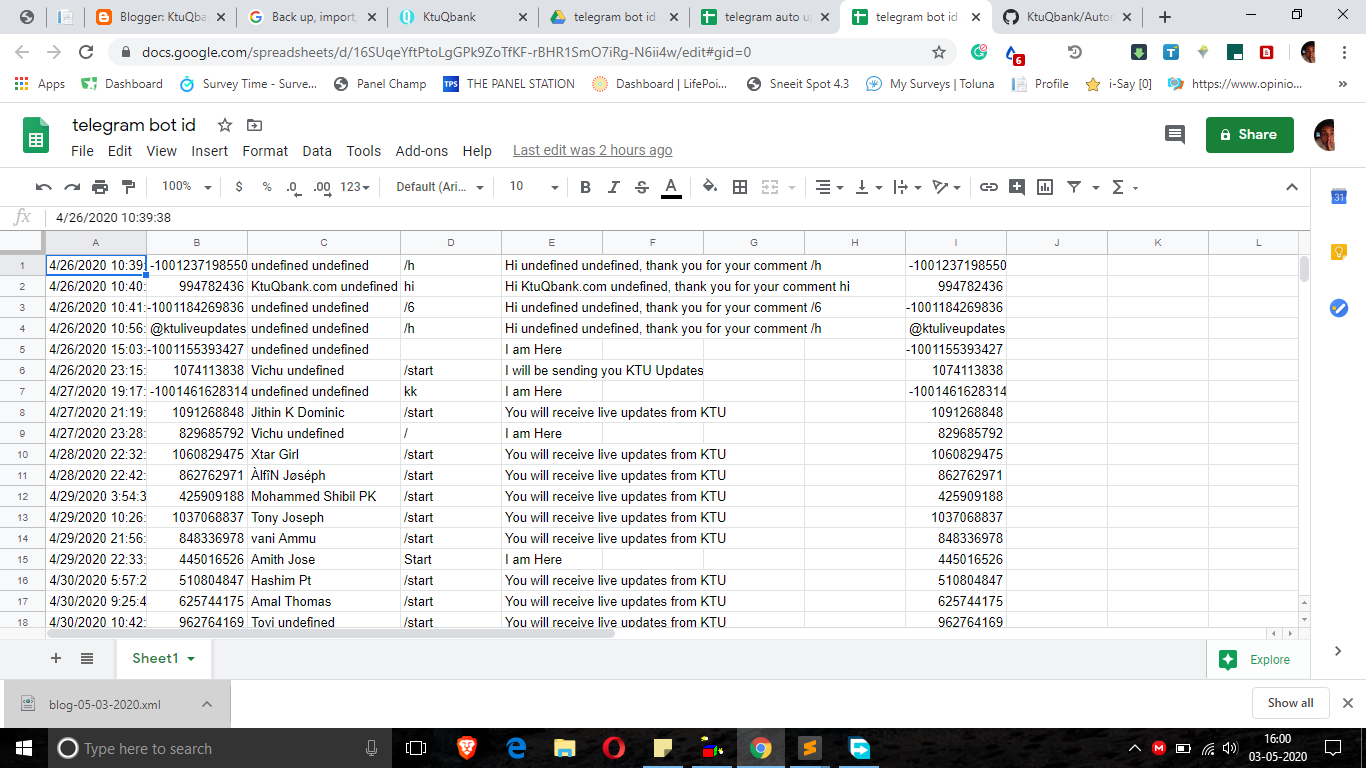 Blogger: KtuQba
Back up, import,
KtuQbank
telegram bot id
telegram auto u
telegram bot id
KtuQbank/Autor
docs.google.com/spreadsheets/d/16SUqeYftPtoLgGPk9ZoTfKF-rBHR1SmO7iRg-N6ii4w/edit#gid=0
6
Apps Dashboard Survey Time - Surve... Panel Champ TPS THE PANEL STATION Dashboard | LifePoi... Sneeit Spot 4.3 My Surveys | Toluna Profile i-Say [0] https://www.opinio... »
telegram bot id
Share
File Edit View Insert Format Data Tools Add-ons Help Last edit was 2 hours ago
100% $ % .0 .00 123 Default (Ari... 10 B I S A Σ
31
fx 4/26/2020 10:39:38
A B C D E F G H I J K L
1 4/26/2020 10:39: -1001237198550 undefined undefined /h Hi undefined undefined, thank you for your comment /h -1001237198550
2 4/26/2020 10:40: 994782436 KtuQbank.com undefined hi Hi KtuQbank.com undefined, thank you for your comment hi 994782436
3 4/26/2020 10:41: -1001184269836 undefined undefined /6 Hi undefined undefined, thank you for your comment /6 -1001184269836
4 4/26/2020 10:56: @ktuliveupdates undefined undefined /h Hi undefined undefined, thank you for your comment /h @ktuliveupdates
5 4/26/2020 15:03: -1001155393427 undefined undefined I am Here -1001155393427
6 4/26/2020 23:15: 1074113838 Vichu undefined /start I will be sending you KTU Updates 1074113838
7 4/27/2020 19:17: -1001461628314 undefined undefined kk I am Here -1001461628314
8 4/27/2020 21:19: 1091268848 Jithin K Dominic /start You will receive live updates from KTU 1091268848
9 4/27/2020 23:28: 829685792 Vichu undefined / I am Here 829685792
10 4/28/2020 22:32: 1060829475 Xtar Girl /start You will receive live updates from KTU 1060829475
11 4/28/2020 22:42: 862762971 ÀlfîN Jøséph /start You will receive live updates from KTU 862762971
12 4/29/2020 3:54:3 425909188 Mohammed Shibil PK /start You will receive live updates from KTU 425909188
13 4/29/2020 10:26: 1037068837 Tony Joseph /start You will receive live updates from KTU 1037068837
14 4/29/2020 21:56: 848336978 vani Ammu /start You will receive live updates from KTU 848336978
15 4/29/2020 22:33: 445016526 Amith Jose Start I am Here 445016526
16 4/30/2020 5:57:2 510804847 Hashim Pt /start You will receive live updates from KTU 510804847
17 4/30/2020 9:25:4 625744175 Amal Thomas /start You will receive live updates from KTU 625744175
18 4/30/2020 10:42: 962764169 Tovi undefined /start You will receive live updates from KTU 962764169
Sheet1
Explore
blog-05-03-2020.xml
Show all
Type here to search
16:00
03-05-2020